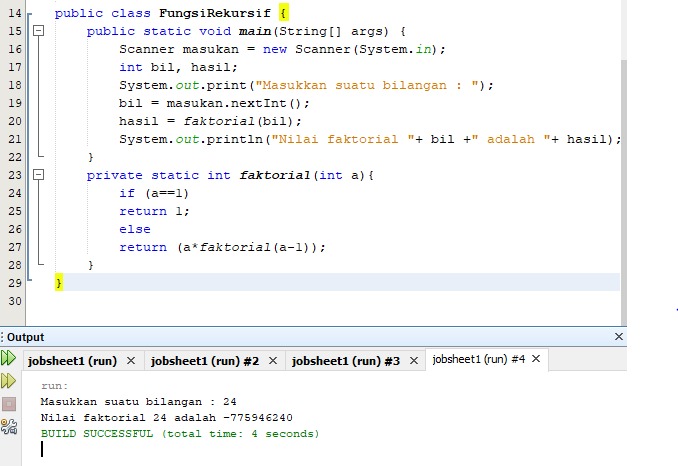 14 public class FungsiRekursif {
15 public static void main(String[] args) {
16 Scanner masukan = new Scanner(System.in);
17 int bil, hasil;
18 System.out.print("Masukkan suatu bilangan : ");
19 bil = masukan.nextInt();
20 hasil = faktorial(bil);
21 System.out.println("Nilai faktorial "+ bil +" adalah "+ hasil);
22 }
23 private static int faktorial(int a){
24 if (a==1)
25 return 1;
26 else
27 return (a*faktorial(a-1));
28 }
29 }
30
Output
jobsheet1 (run) jobsheet1 (run) #2 jobsheet1 (run) #3 jobsheet1 (run) #4
run:
Masukkan suatu bilangan : 24
Nilai faktorial 24 adalah -775946240
BUILD SUCCESSFUL (total time: 4 seconds)